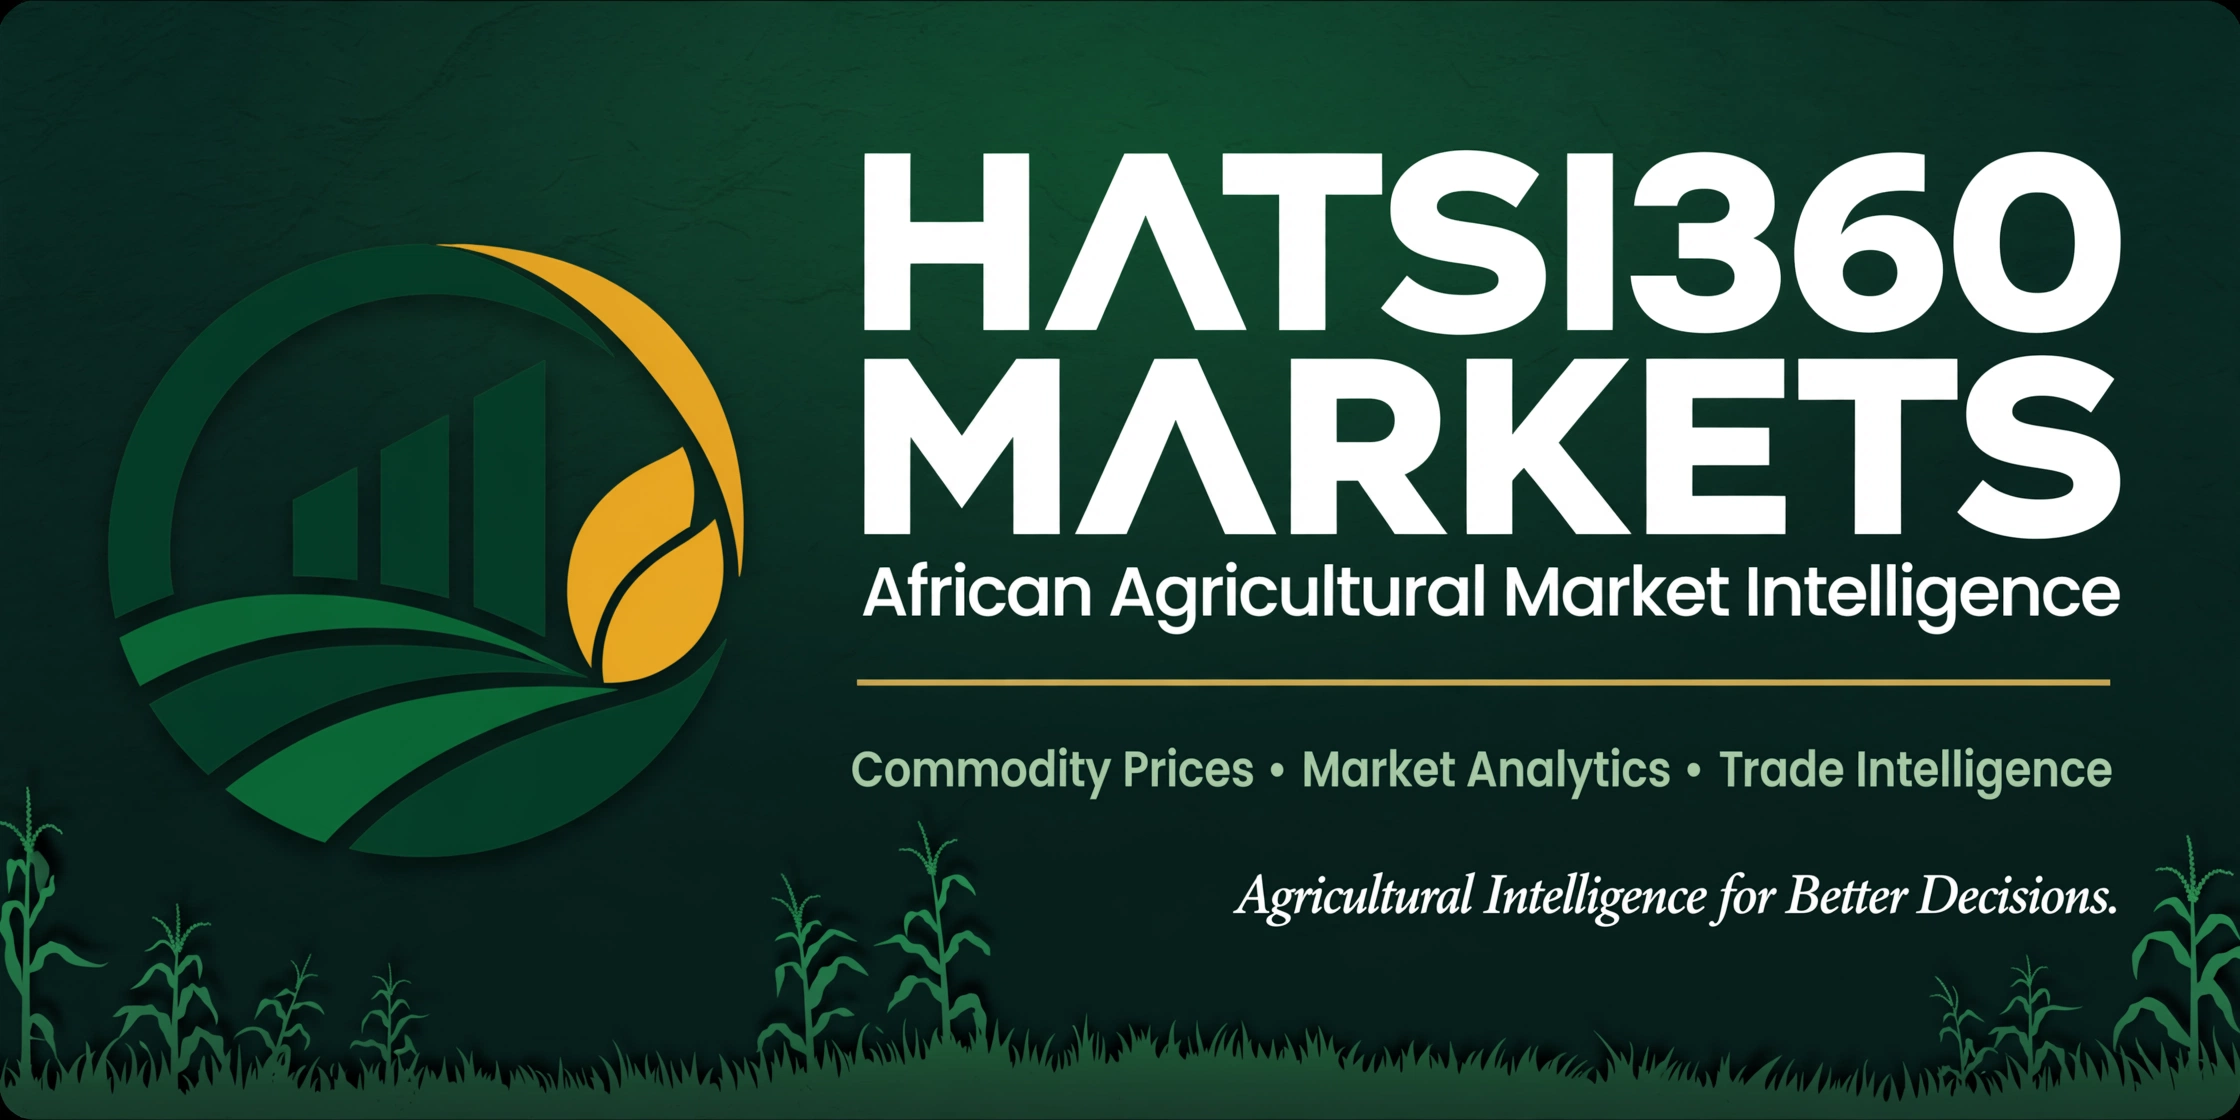 HATSI360
MARKETS
African Agricultural Market Intelligence
Commodity Prices • Market Analytics • Trade Intelligence
Agricultural Intelligence for Better Decisions.